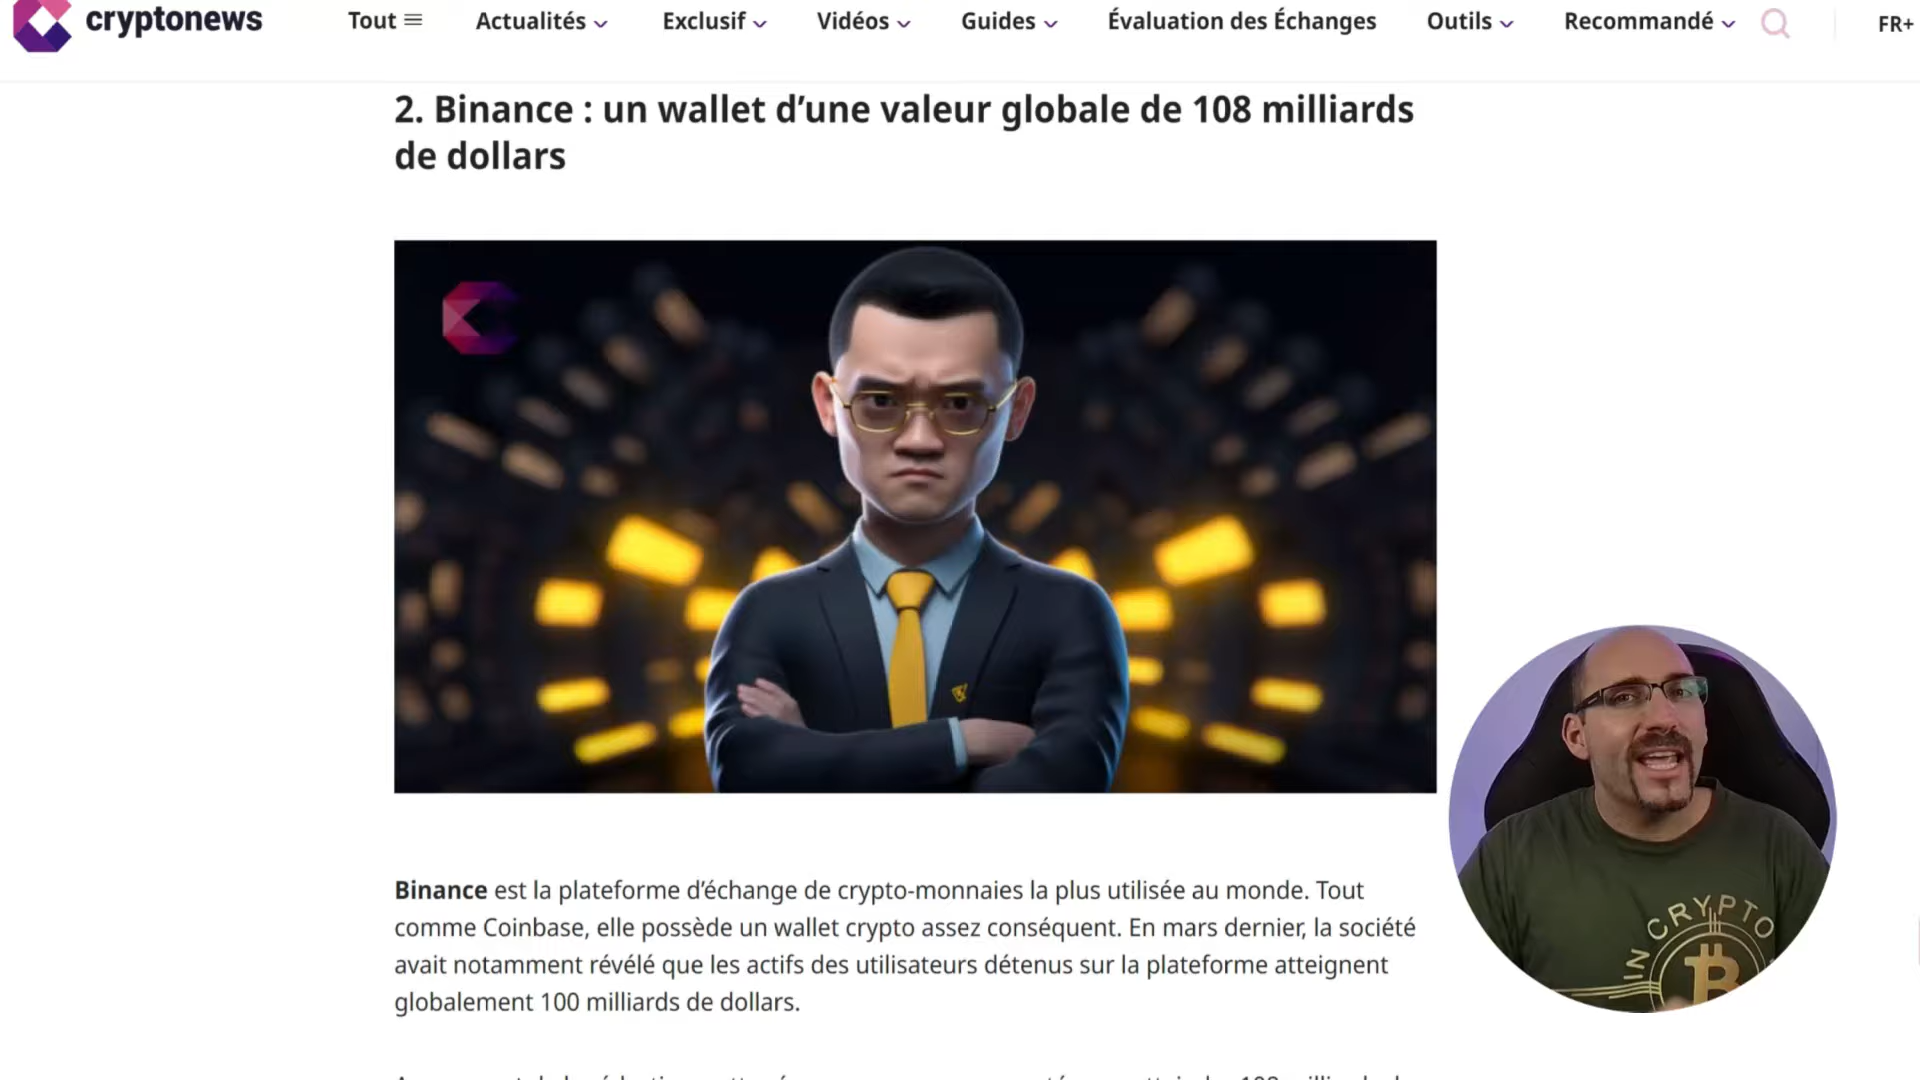 cryptonews
Tout Actualités Exclusif Vidéos Guides Évaluation des Échanges Outils Recommandé FR+
2. Binance : un wallet d’une valeur globale de 108 milliards
de dollars
Binance est la plateforme d’échange de crypto-monnaies la plus utilisée au monde. Tout
comme Coinbase, elle possède un wallet crypto assez conséquent. En mars dernier, la société
avait notamment révélé que les actifs des utilisateurs détenus sur la plateforme atteignent
globalement 100 milliards de dollars.
IN CRYPTO